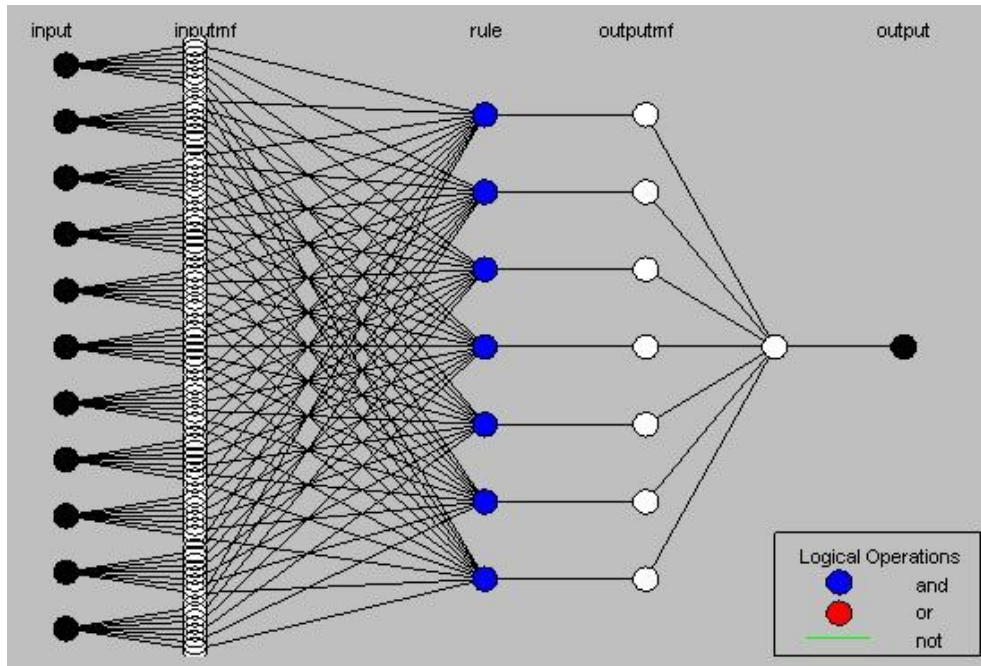 input inputmf rule outputmf output
Logical Operations
and
or
not